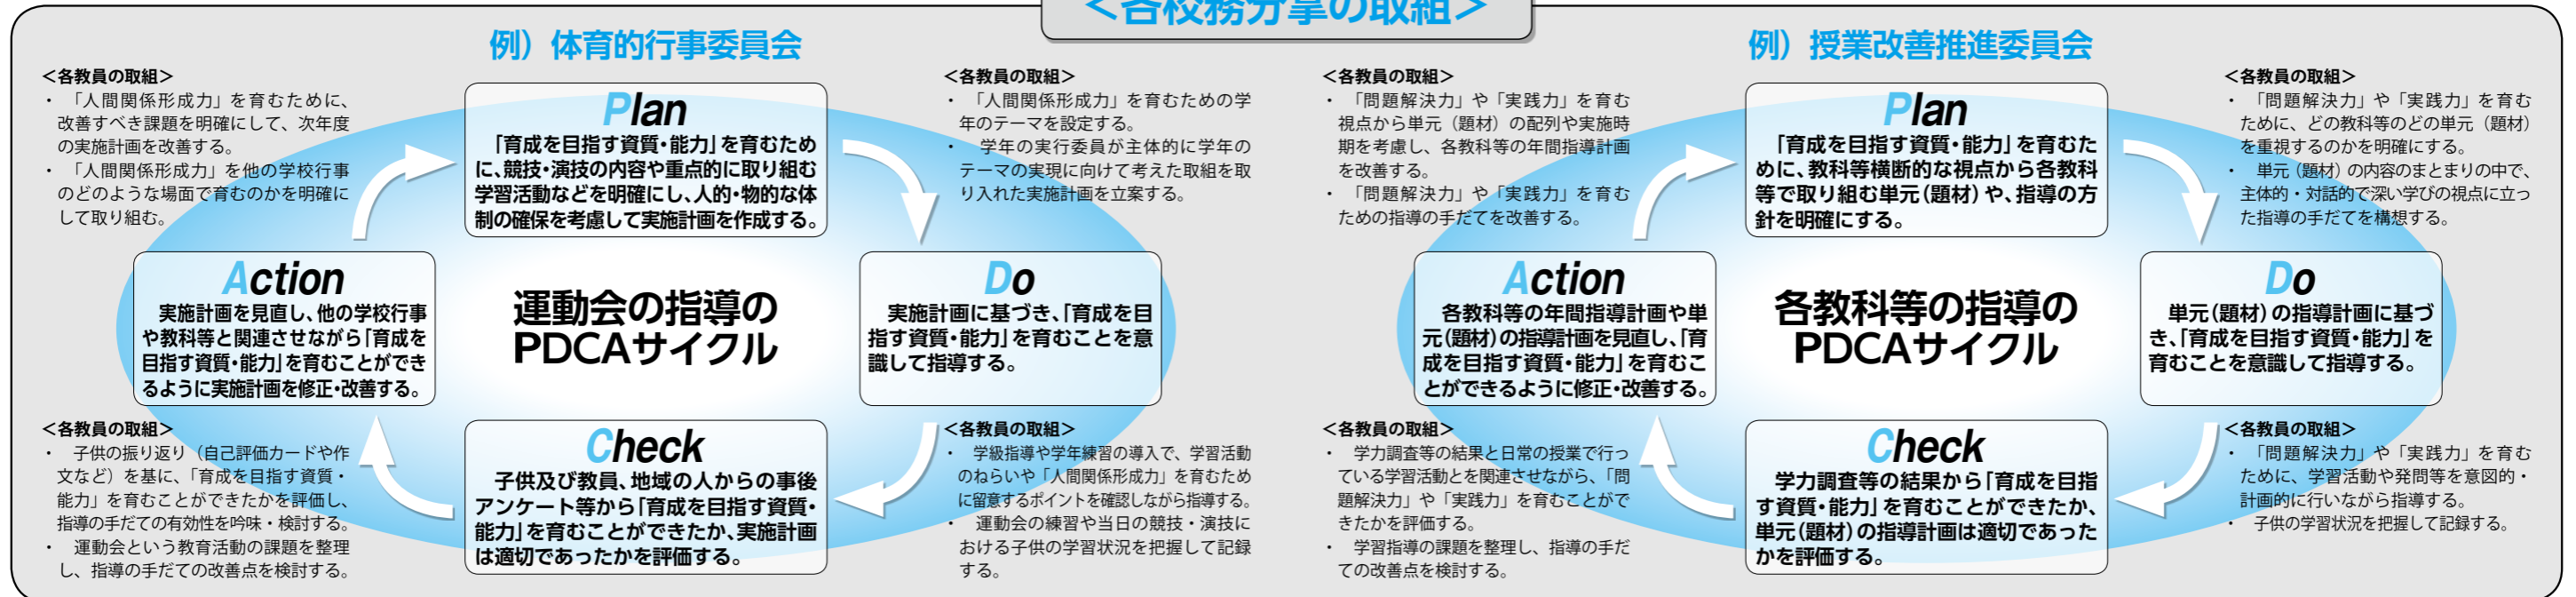 ＜各校務分掌の取組＞
例）体育的行事委員会
＜各教員の取組＞
・　「人間関係形成力」を育むために、
改善すべき課題を明確にして、次年度
の実施計画を改善する。
・　「人間関係形成力」を他の学校行事
のどのような場面で育むのかを明確に
して取り組む。
Plan
「育成を目指す資質・能力」を育むため
に、競技・演技の内容や重点的に取り組む
学習活動などを明確にし、人的・物的な体
制の確保を考慮して実施計画を作成する。
＜各教員の取組＞
・　「人間関係形成力」を育むための学
年のテーマを設定する。
・　学年の実行委員が主体的に学年の
テーマの実現に向けて考えた取組を取
り入れた実施計画を立案する。
Action
実施計画を見直し、他の学校行事
や教科等と関連させながら「育成を
目指す資質・能力」を育むことができ
るように実施計画を修正・改善する。
運動会の指導の
PDCAサイクル
Do
実施計画に基づき、「育成を目
指す資質・能力」を育むことを意
識して指導する。
＜各教員の取組＞
・　子供の振り返り（自己評価カードや作
文など）を基に、「育成を目指す資質・
能力」を育むことができたかを評価し、
指導の手だての有効性を吟味・検討する。
・　運動会という教育活動の課題を整理
し、指導の手だての改善点を検討する。
Check
子供及び教員、地域の人からの事後
アンケート等から「育成を目指す資質・
能力」を育むことができたか、実施計画
は適切であったかを評価する。
＜各教員の取組＞
・　学級指導や学年練習の導入で、学習活動
のねらいや「人間関係形成力」を育むため
に留意するポイントを確認しながら指導する。
・　運動会の練習や当日の競技・演技に
おける子供の学習状況を把握して記録
する。
例）授業改善推進委員会
＜各教員の取組＞
・　「問題解決力」や「実践力」を育む
視点から単元（題材）の配列や実施時
期を考慮し、各教科等の年間指導計画
を改善する。
・　「問題解決力」や「実践力」を育む
ための指導の手だてを改善する。
Plan
「育成を目指す資質・能力」を育むた
めに、教科等横断的な視点から各教科
等で取り組む単元（題材）や、指導の方
針を明確にする。
＜各教員の取組＞
・　「問題解決力」や「実践力」を育む
ために、どの教科等のどの単元（題材）
を重視するのかを明確にする。
・　単元（題材）の内容のまとまりの中で、
主体的・対話的で深い学びの視点に立っ
た指導の手だてを構想する。
Action
各教科等の年間指導計画や単
元（題材）の指導計画を見直し、「育
成を目指す資質・能力」を育むこ
とができるように修正・改善する。
各教科等の指導の
PDCAサイクル
Do
単元（題材）の指導計画に基づ
き、「育成を目指す資質・能力」を
育むことを意識して指導する。
＜各教員の取組＞
・　学力調査等の結果と日常の授業で行っ
ている学習活動とを関連させながら、「問
題解決力」や「実践力」を育むことがで
きたかを評価する。
・　学習指導の課題を整理し、指導の手だ
ての改善点を検討する。
Check
学力調査等の結果から「育成を目指
す資質・能力」を育むことができたか、
単元（題材）の指導計画は適切であった
かを評価する。
＜各教員の取組＞
・　「問題解決力」や「実践力」を育む
ために、学習活動や発問等を意図的・
計画的に行いながら指導する。
・　子供の学習状況を把握して記録する。